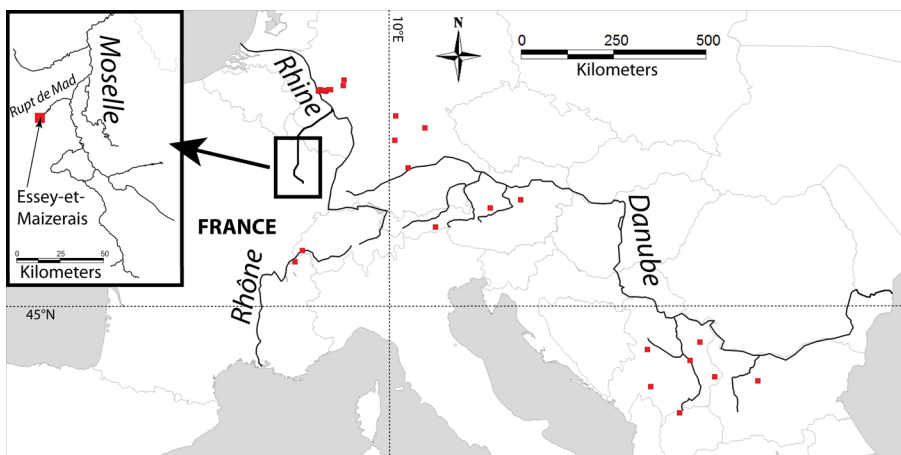 Moselle
Rupt de Mad
Essey-et-
Maizerais
0 25 50
Kilometers
10°E
N
0 250 500
Kilometers
Rhine
FRANCE
Rhône
Danube
45°N